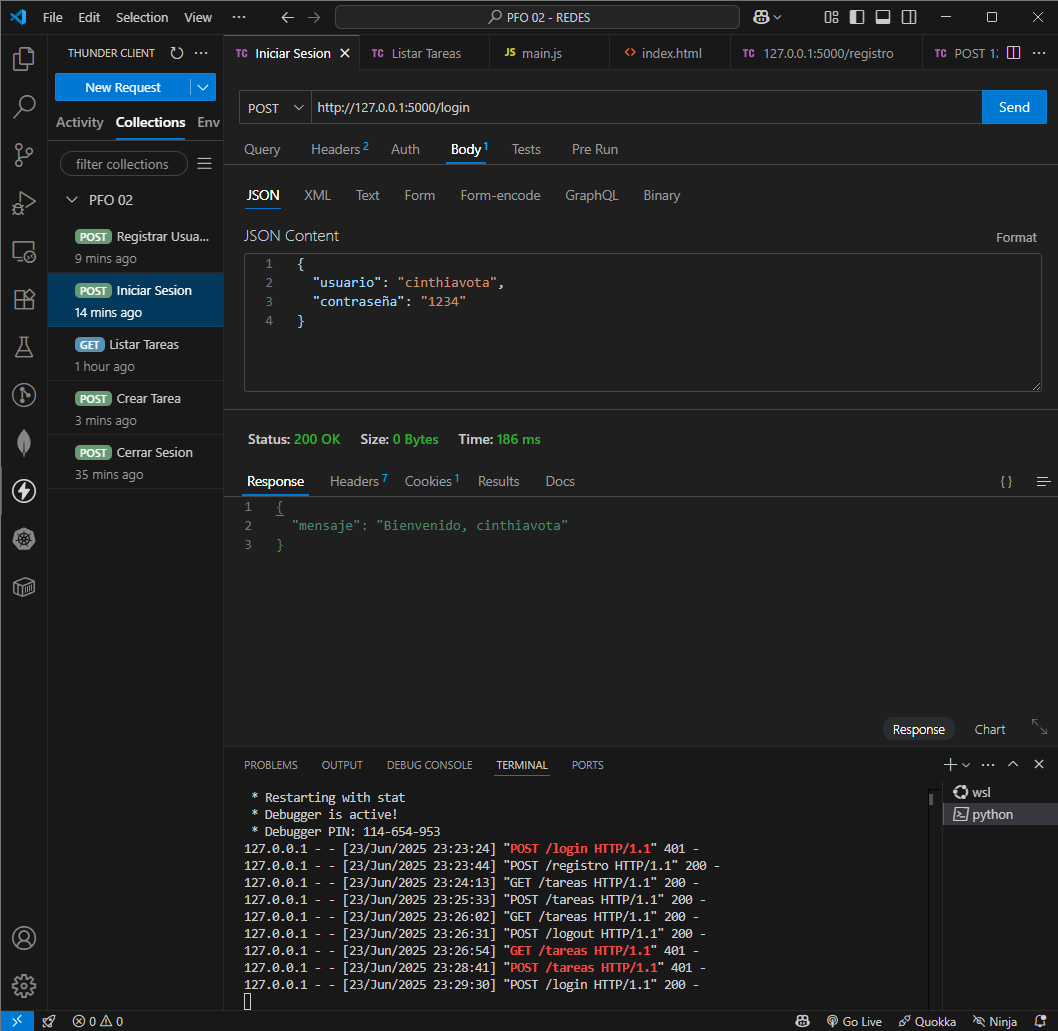 File Edit Selection View ··· PFO 02 - REDES
THUNDER CLIENT
New Request
Activity Collections Env
filter collections
PFO 02
POST Registrar Usua...
9 mins ago
POST Iniciar Sesion
14 mins ago
GET Listar Tareas
1 hour ago
POST Crear Tarea
3 mins ago
POST Cerrar Sesion
35 mins ago
TC Iniciar Sesion TC Listar Tareas JS main.js <> index.html TC 127.0.0.1:5000/registro TC POST 12
POST http://127.0.0.1:5000/login Send
Query Headers 2 Auth Body 1 Tests Pre Run
JSON XML Text Form Form-encode GraphQL Binary
JSON Content Format
1 {
2 "usuario": "cinthiavota",
3 "contraseña": "1234"
4 }
Status: 200 OK Size: 0 Bytes Time: 186 ms
Response Headers 7 Cookies 1 Results Docs {}
1 {
2 "mensaje": "Bienvenido, cinthiavota"
3 }
Response Chart
PROBLEMS OUTPUT DEBUG CONSOLE TERMINAL PORTS
wsl
python
* Restarting with stat
* Debugger is active!
* Debugger PIN: 114-654-953
127.0.0.1 - - [23/Jun/2025 23:23:24] "POST /login HTTP/1.1" 401 -
127.0.0.1 - - [23/Jun/2025 23:23:44] "POST /registro HTTP/1.1" 200 -
127.0.0.1 - - [23/Jun/2025 23:24:13] "GET /tareas HTTP/1.1" 200 -
127.0.0.1 - - [23/Jun/2025 23:25:33] "POST /tareas HTTP/1.1" 200 -
127.0.0.1 - - [23/Jun/2025 23:26:02] "GET /tareas HTTP/1.1" 200 -
127.0.0.1 - - [23/Jun/2025 23:26:31] "POST /logout HTTP/1.1" 200 -
127.0.0.1 - - [23/Jun/2025 23:26:54] "GET /tareas HTTP/1.1" 401 -
127.0.0.1 - - [23/Jun/2025 23:28:41] "POST /tareas HTTP/1.1" 401 -
127.0.0.1 - - [23/Jun/2025 23:29:30] "POST /login HTTP/1.1" 200 -
0 0 Go Live Quokka Ninja